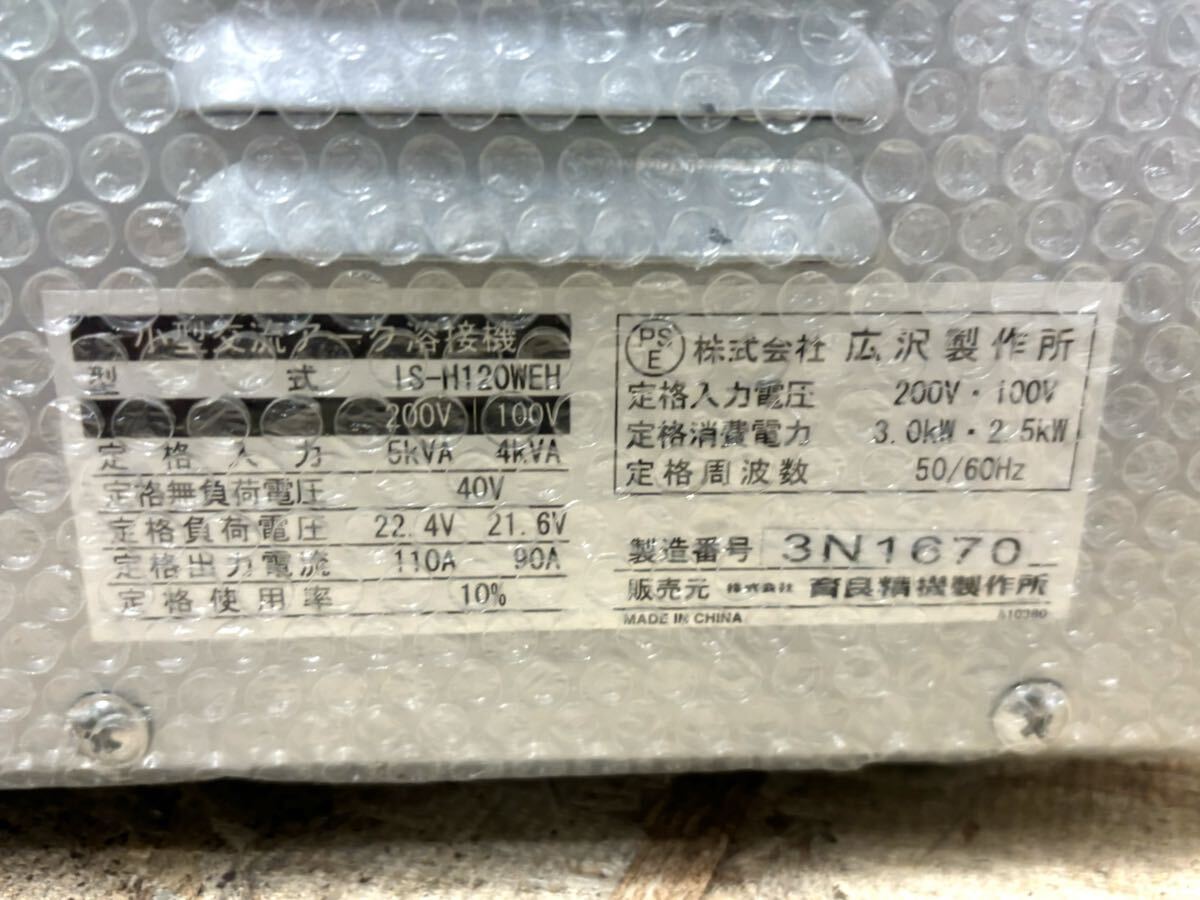 小型交流アーク溶接機
型式 IS-H120WEH
200V 100V
定格入力 5kVA 4kVA
定格無負荷電圧 40V
定格負荷電圧 22.4V 21.6V
定格出力電流 110A 90A
定格使用率 10%
PSE 株式会社 広沢製作所
定格入力電圧 200V・100V
定格消費電力 3.0kW・2.5kW
定格周波数 50/60Hz
製造番号 3N1670
販売元 株式会社 育良精機製作所
MADE IN CHINA